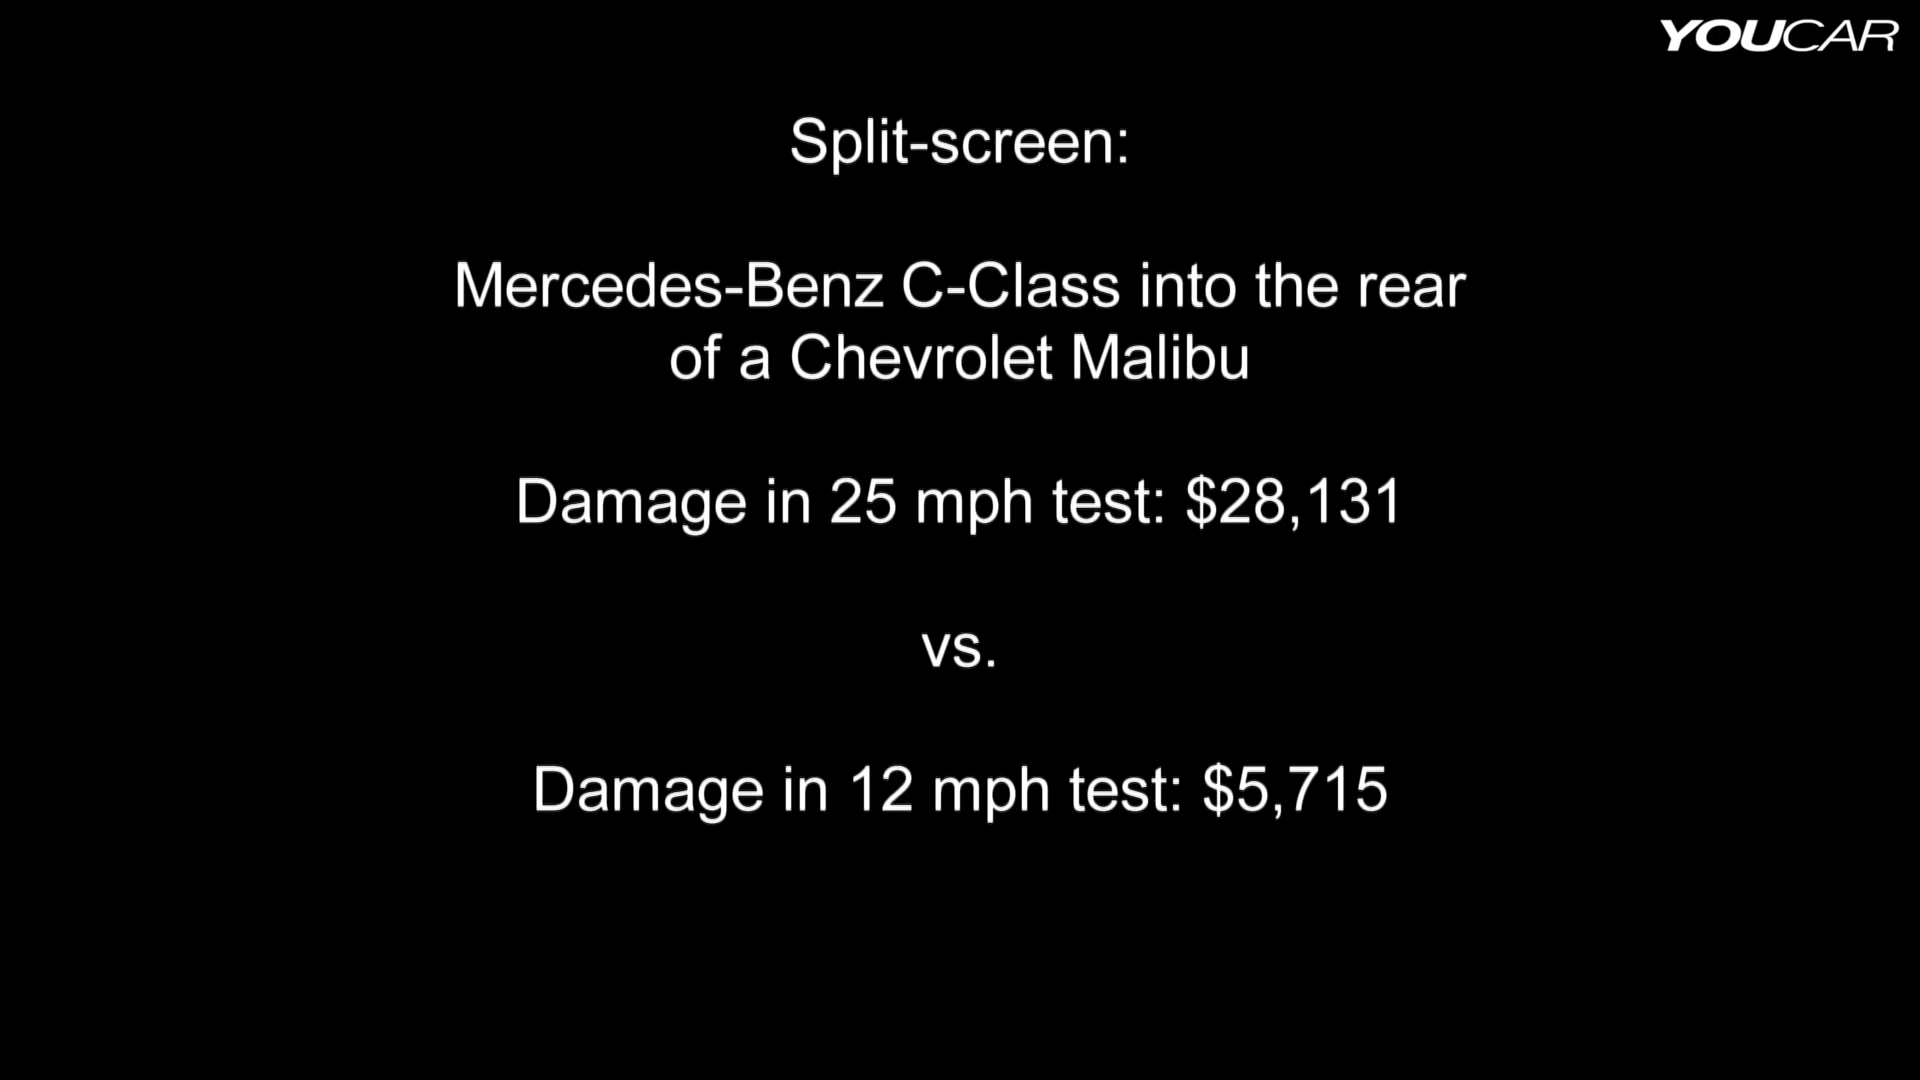 YOUCAR
Split-screen:
Mercedes-Benz C-Class into the rear
of a Chevrolet Malibu
Damage in 25 mph test: $28,131
vs.
Damage in 12 mph test: $5,715